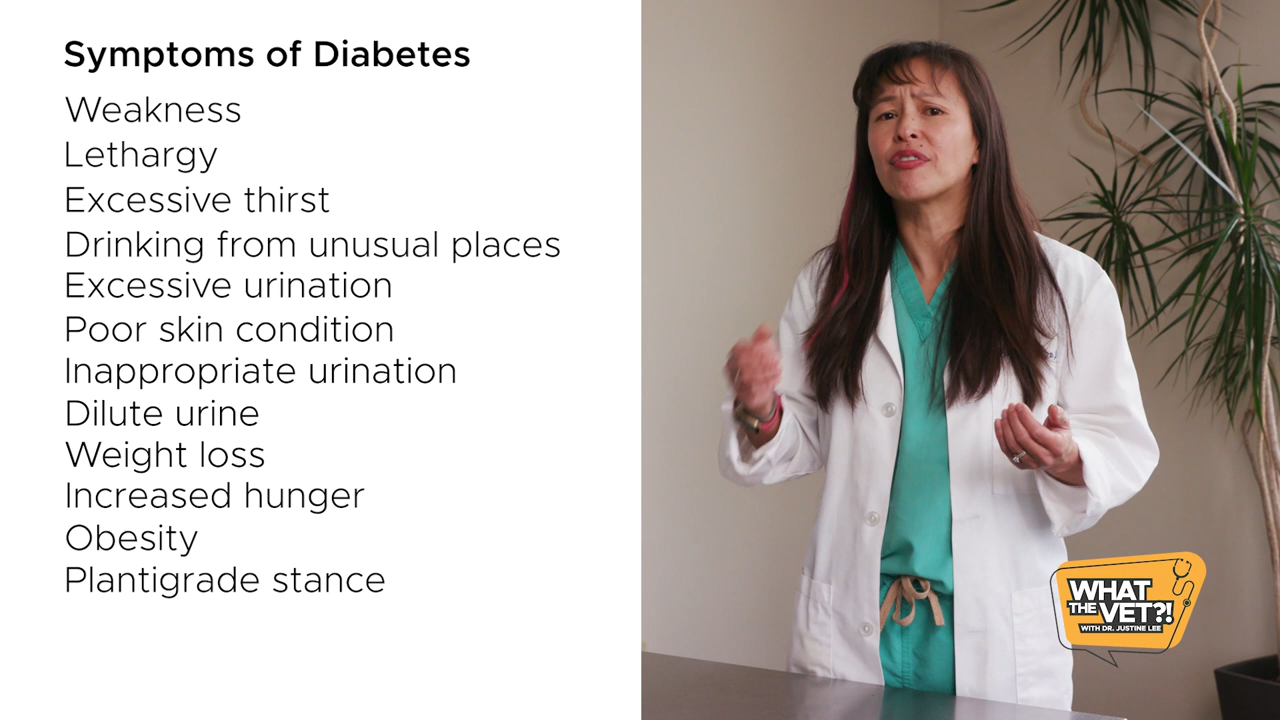 Symptoms of Diabetes
Weakness
Lethargy
Excessive thirst
Drinking from unusual places
Excessive urination
Poor skin condition
Inappropriate urination
Dilute urine
Weight loss
Increased hunger
Obesity
Plantigrade stance
WHAT
THE VET?!
WITH DR. JUSTINE LEE